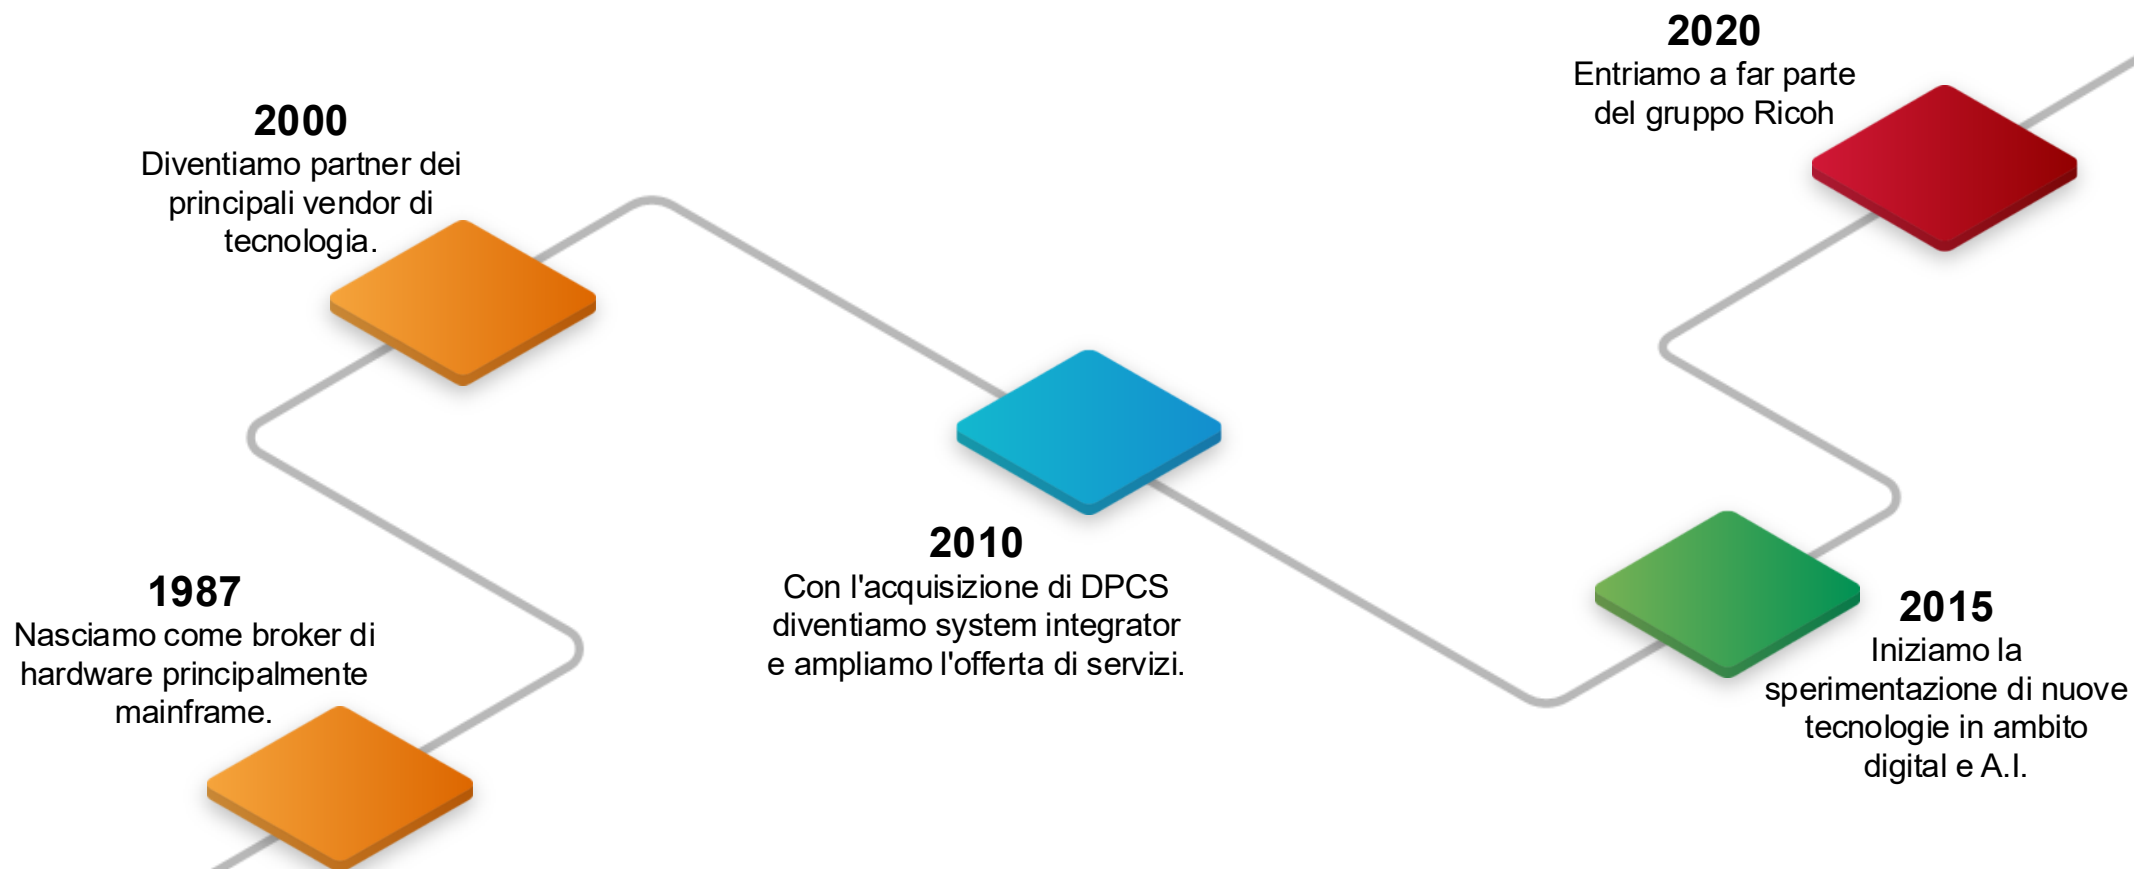 2000
Diventiamo partner dei
principali vendor di
tecnologia.
1987
Nasciamo come broker di
hardware principalmente
mainframe.
2010
Con l'acquisizione di DPCS
diventiamo system integrator
e ampliamo l'offerta di servizi.
2020
Entriamo a far parte
del gruppo Ricoh
2015
Iniziamo la
sperimentazione di nuove
tecnologie in ambito
digital e A.I.